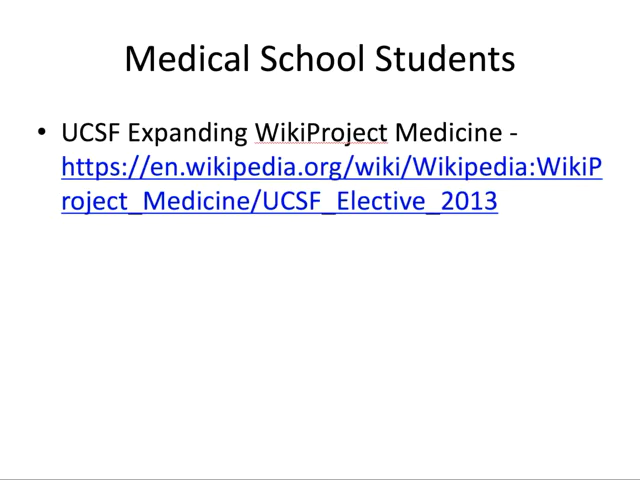 Medical School Students
• UCSF Expanding WikiProject Medicine -
https://en.wikipedia.org/wiki/Wikipedia:WikiP
roject_Medicine/UCSF_Elective_2013